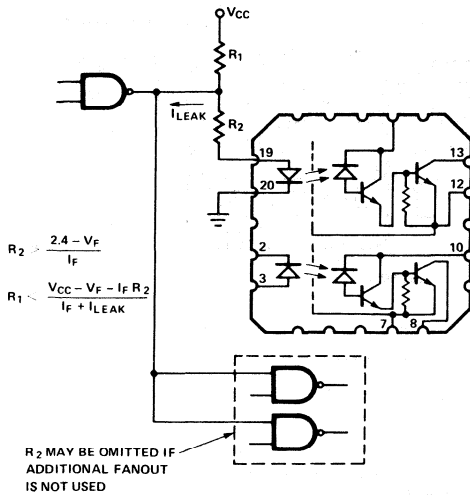 VCC
R1
ILEAK
R2
19
20
13
12
2
3
10
7
8
R2 2.4 – VF
IF
R1 VCC – VF – IF R2
IF + ILEAK
R2 MAY BE OMITTED IF
ADDITIONAL FANOUT
IS NOT USED